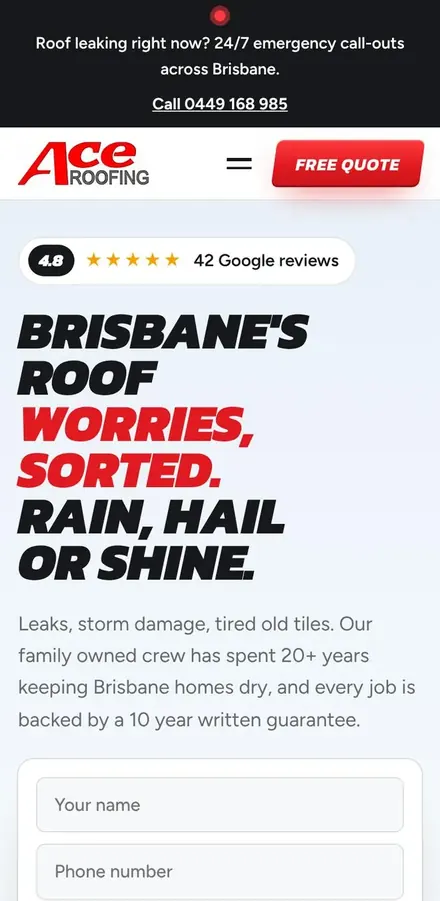 Roof leaking right now? 24/7 emergency call-outs
across Brisbane.
Call 0449 168 985
Ace
ROOFING
FREE QUOTE
4.8 ★★★★★ 42 Google reviews
BRISBANE'S
ROOF
WORRIES,
SORTED.
RAIN, HAIL
OR SHINE.
Leaks, storm damage, tired old tiles. Our
family owned crew has spent 20+ years
keeping Brisbane homes dry, and every job is
backed by a 10 year written guarantee.
Your name
Phone number